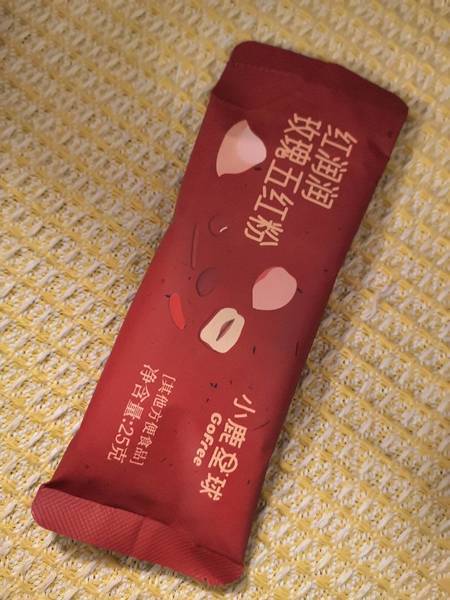 红润润
玫瑰五红粉
小鹿星球
GoFree
[其他方便食品]
净含量:25克